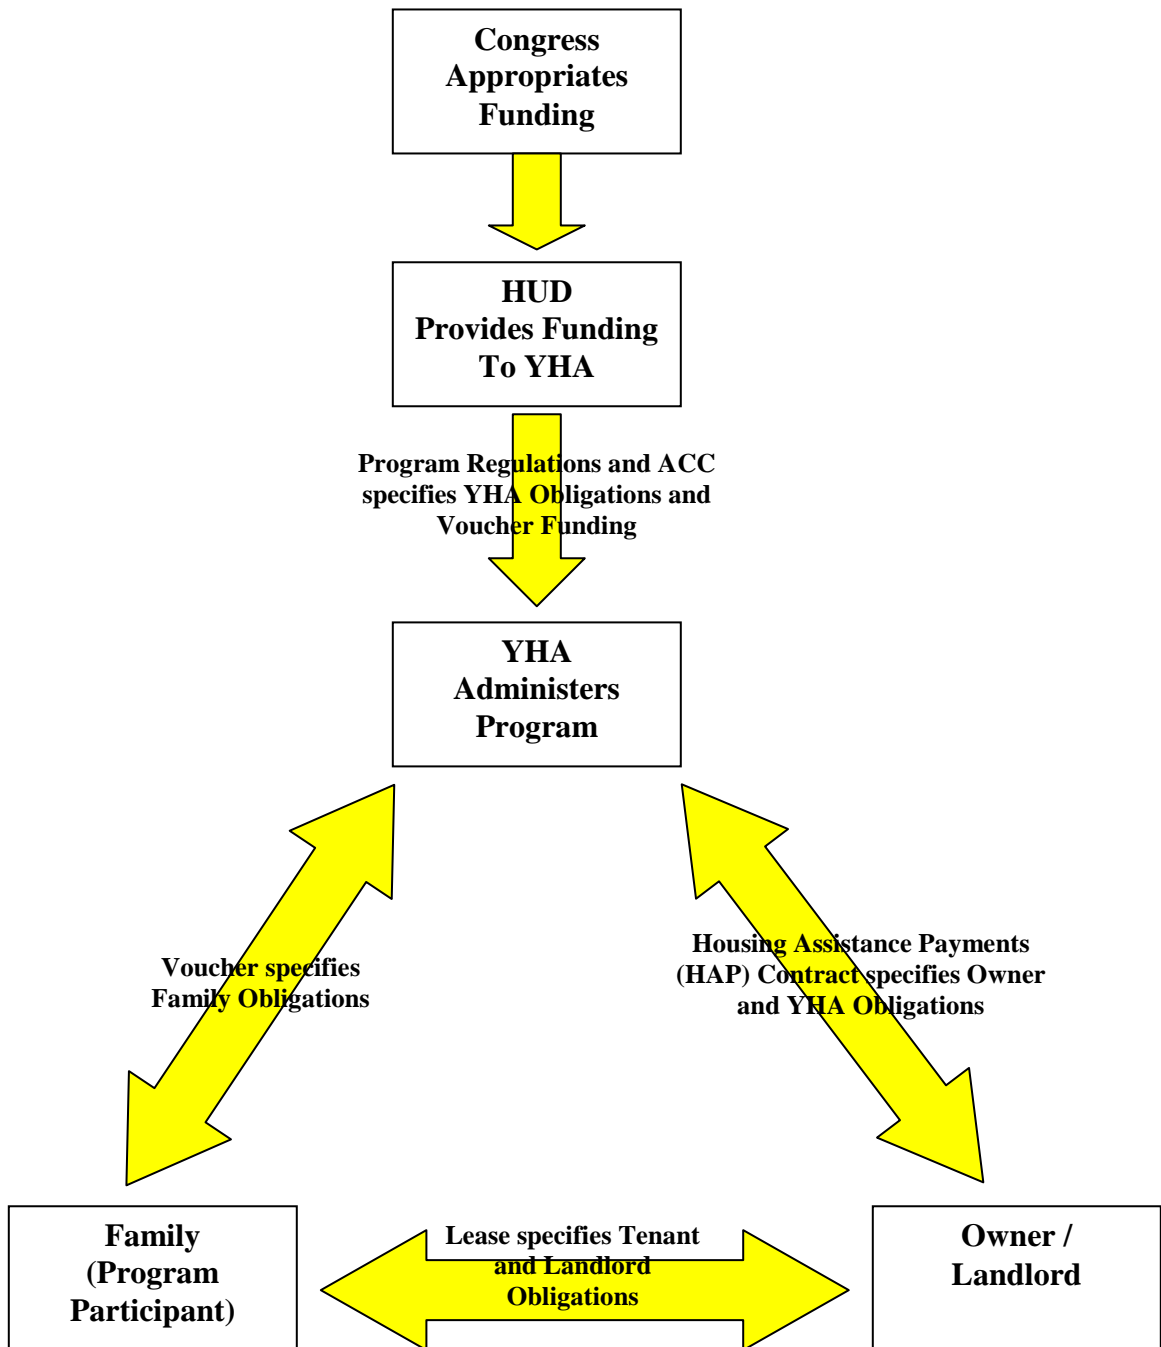 Congress
Appropriates
Funding
HUD
Provides Funding
To YHA
Program Regulations and ACC
specifies YHA Obligations and
Voucher Funding
YHA
Administers
Program
Voucher specifies
Family Obligations
Housing Assistance Payments
(HAP) Contract specifies Owner
and YHA Obligations
Family
(Program
Participant)
Lease specifies Tenant
and Landlord
Obligations
Owner /
Landlord